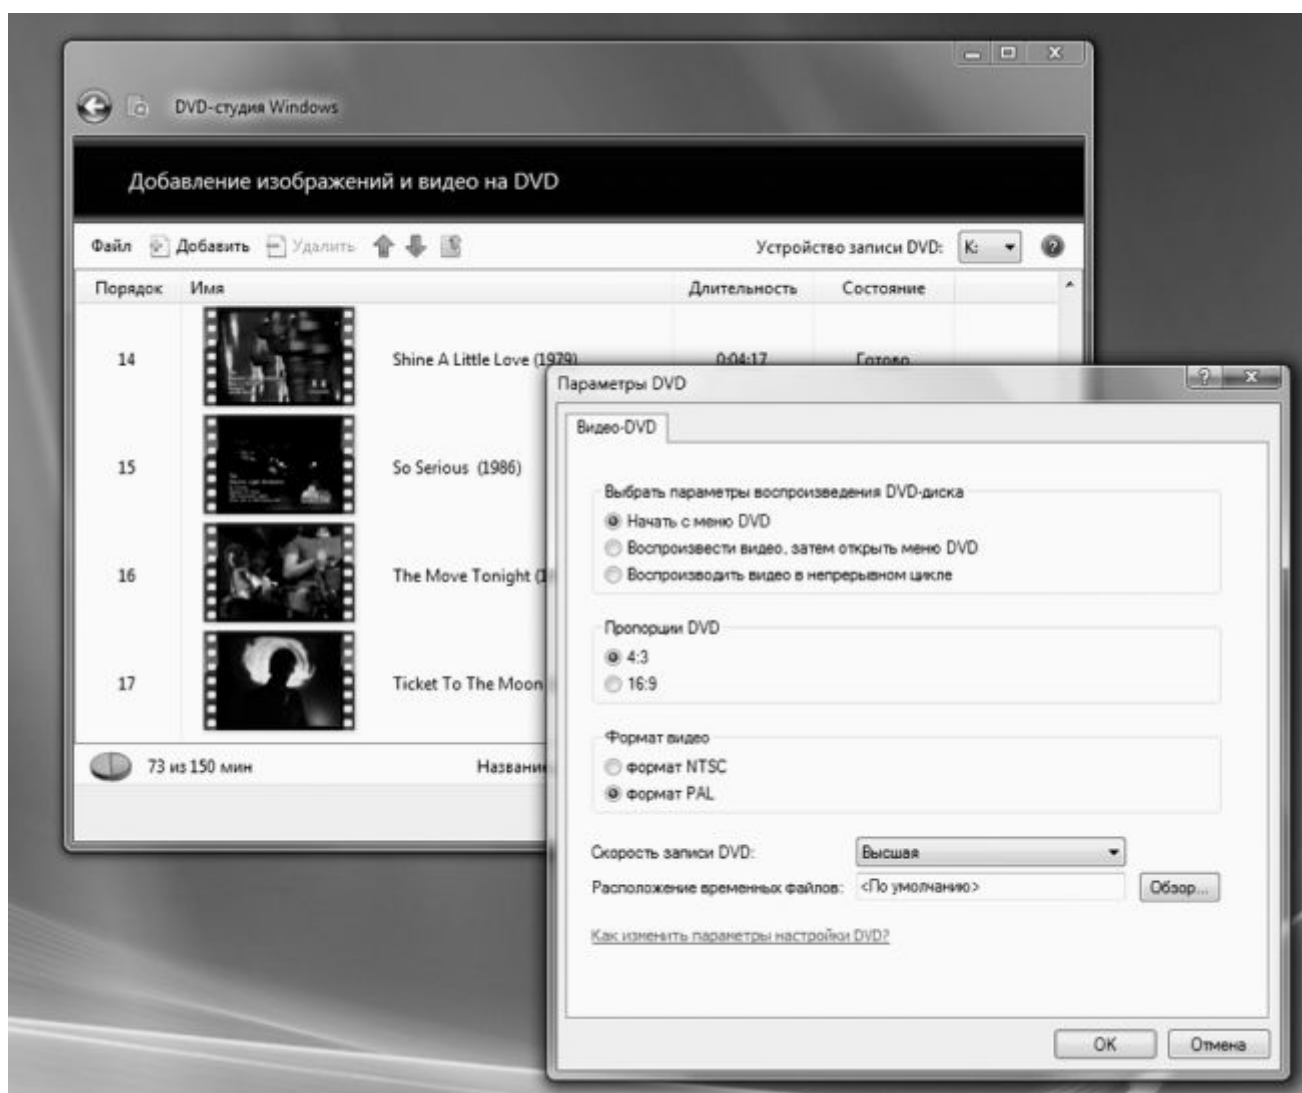 DVD-студия Windows
Добавление изображений и видео на DVD
Файл Добавить Удалить Устройство записи DVD: K:
Порядок Имя Длительность Состояние
14 Shine A Little Love (1979) 0:04:17 Готово
15 So Serious (1986)
16 The Move Tonight (1
17 Ticket To The Moon
73 из 150 мин Название
Параметры DVD
Видео-DVD
Выбрать параметры воспроизведения DVD-диска
Начать с меню DVD
Воспроизвести видео, затем открыть меню DVD
Воспроизводить видео в непрерывном цикле
Пропорции DVD
4:3
16:9
Формат видео
формат NTSC
формат PAL
Скорость записи DVD: Высшая
Расположение временных файлов: <По умолчанию> Обзор...
Как изменить параметры настройки DVD?
OK Отмена